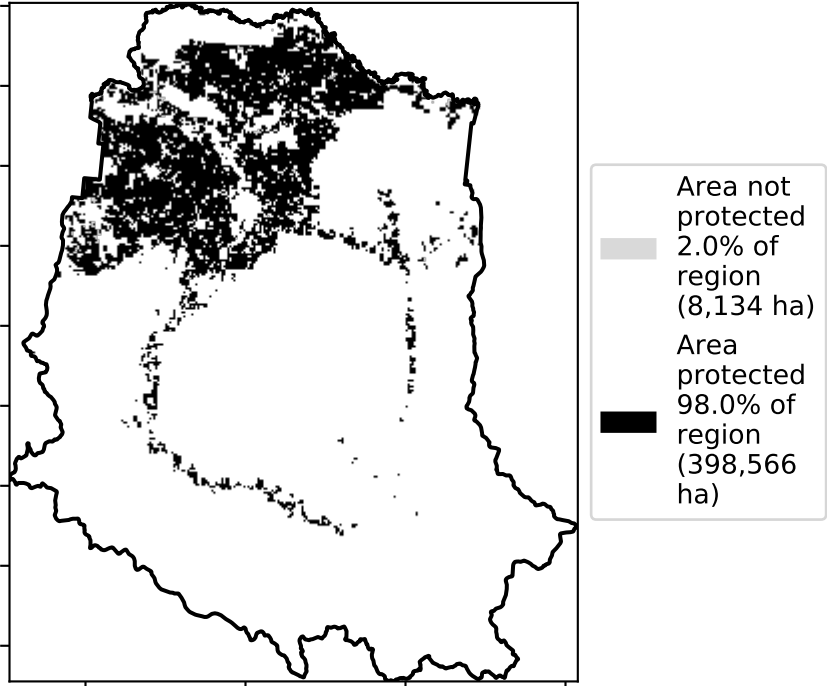 Area not
protected
2.0% of
region
(8,134 ha)
Area
protected
98.0% of
region
(398,566
ha)